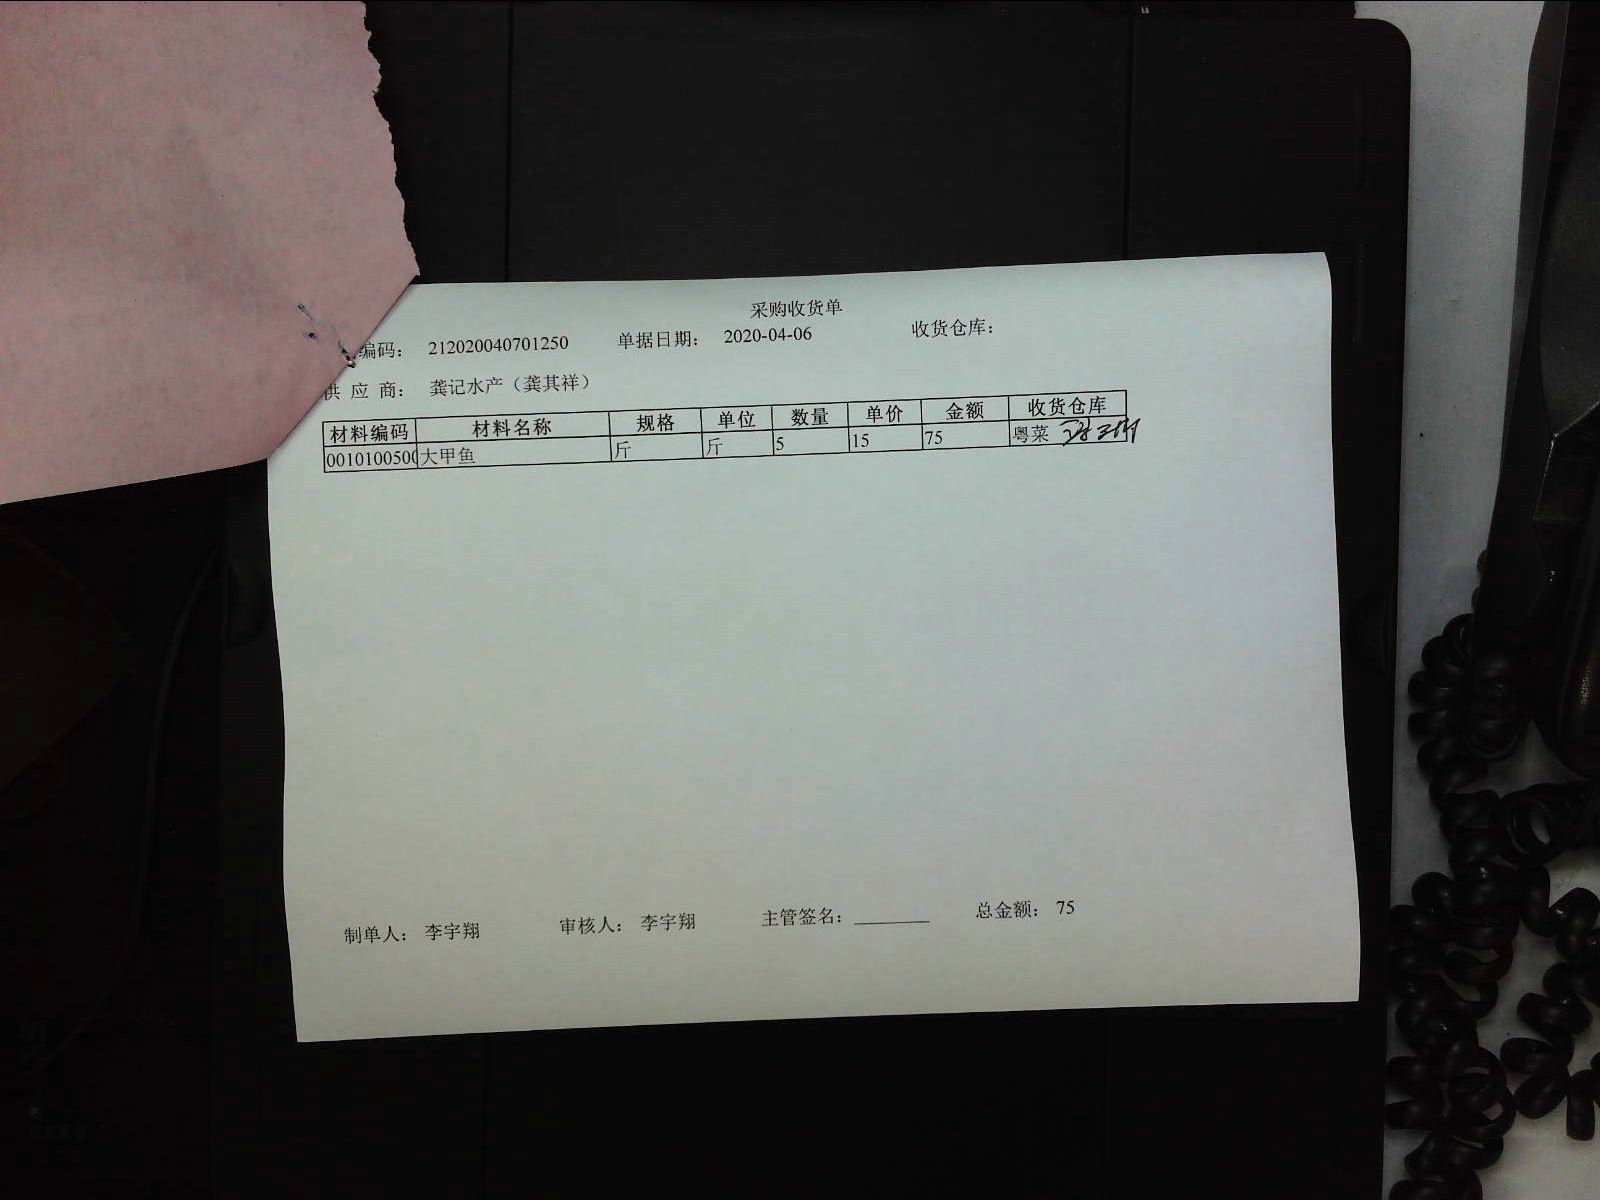 采购收货单
编码： 212020040701250 单据日期： 2020-04-06 收货仓库：
供 应 商： 龚记水产（龚其祥）
材料编码 材料名称 规格 单位 数量 单价 金额 收货仓库
0010100500 大甲鱼 斤 斤 5 15 75 粤菜
制单人： 李宇翔 审核人： 李宇翔 主管签名： 总金额： 75